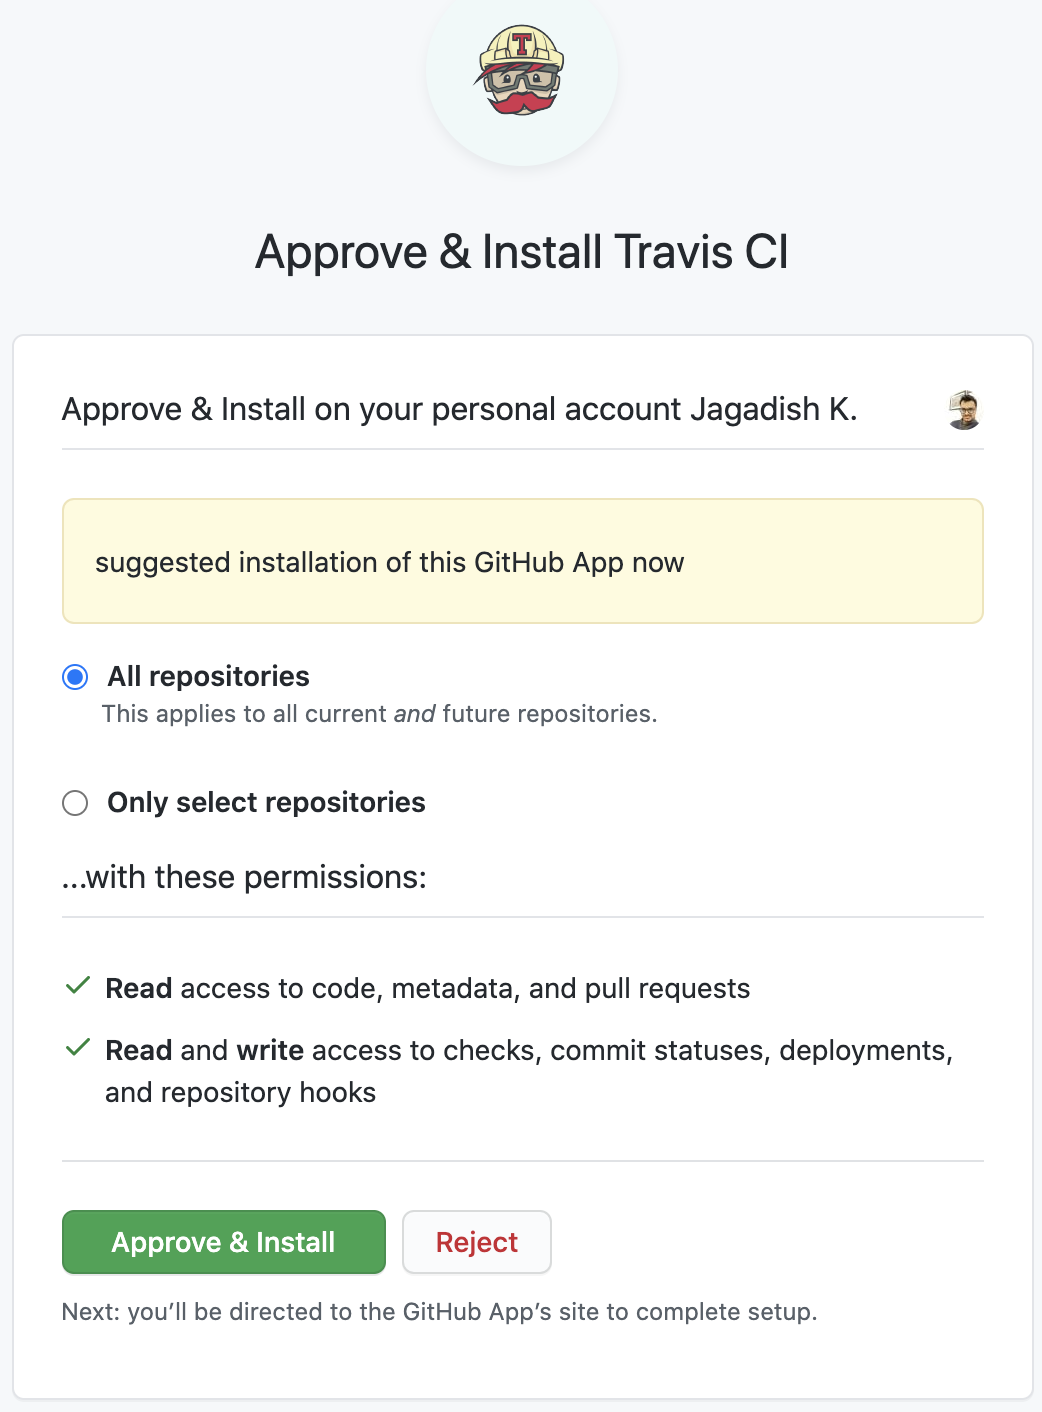 T
Approve & Install Travis CI
Approve & Install on your personal account Jagadish K.
suggested installation of this GitHub App now
All repositories
This applies to all current and future repositories.
Only select repositories
...with these permissions:
Read access to code, metadata, and pull requests
Read and write access to checks, commit statuses, deployments,
and repository hooks
Approve & Install
Reject
Next: you’ll be directed to the GitHub App’s site to complete setup.